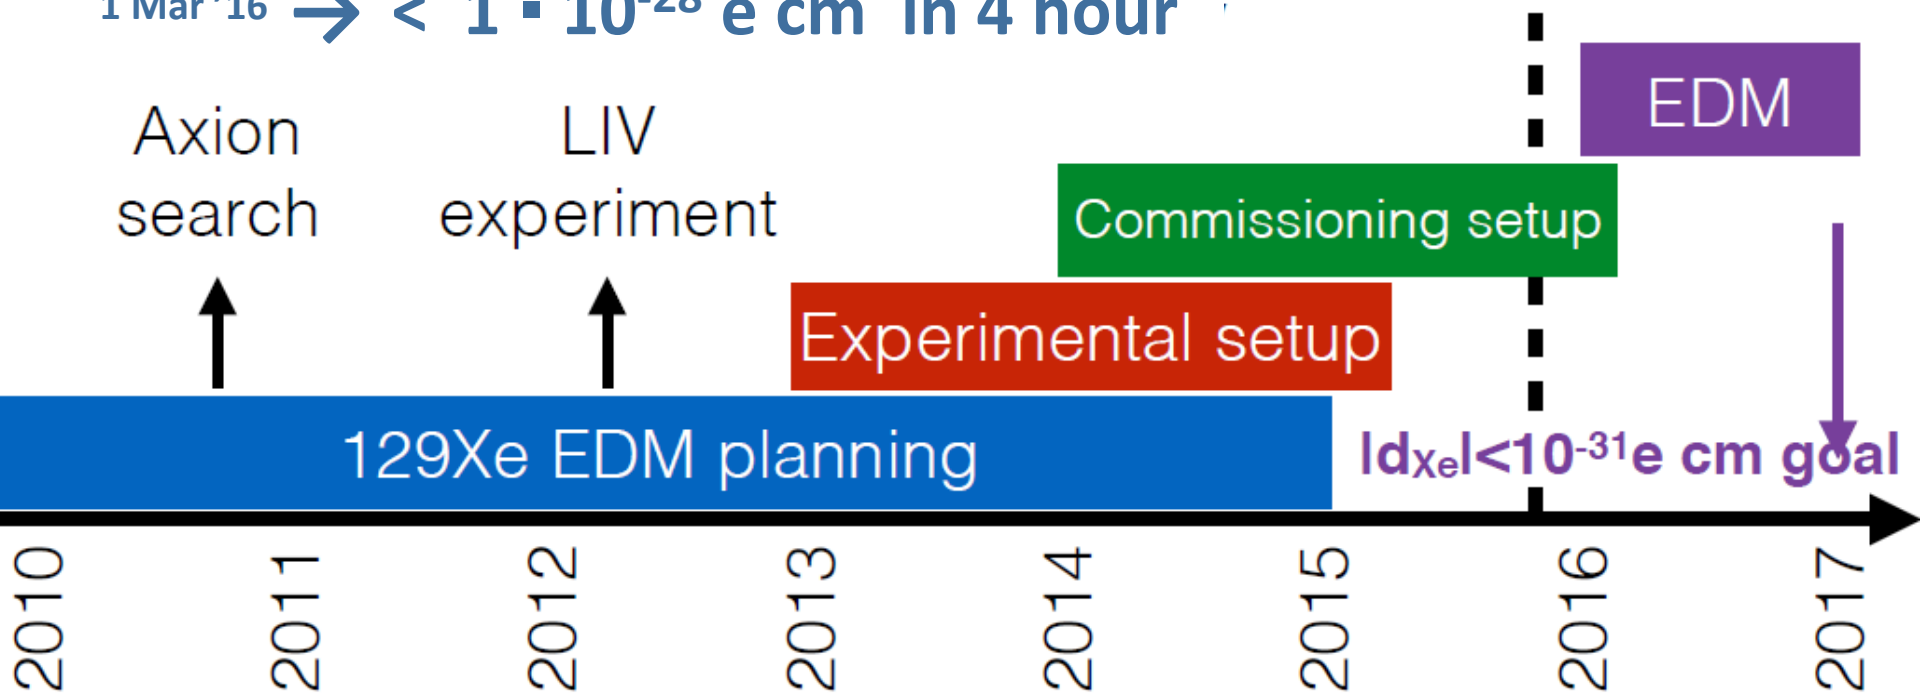 1 Mar '16 → < 1 ▪ 10⁻²⁸ e cm in 4 hour
EDM
Axion
search
LIV
experiment
Commissioning setup
Experimental setup
129Xe EDM planning
|dXe|<10⁻³¹e cm goal
2010
2011
2012
2013
2014
2015
2016
2017